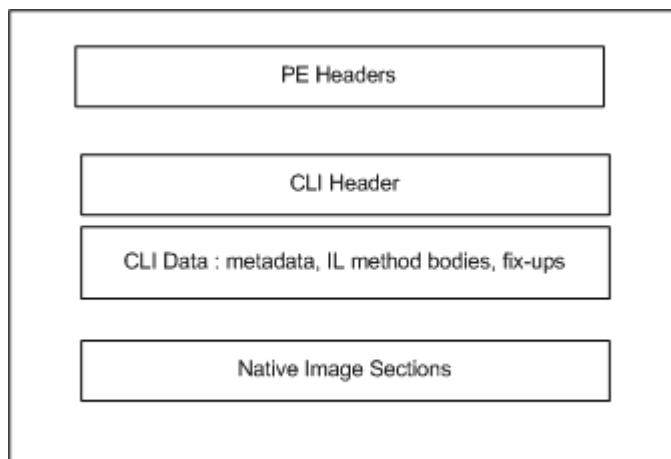 PE Headers
CLI Header
CLI Data : metadata, IL method bodies, fix-ups
Native Image Sections